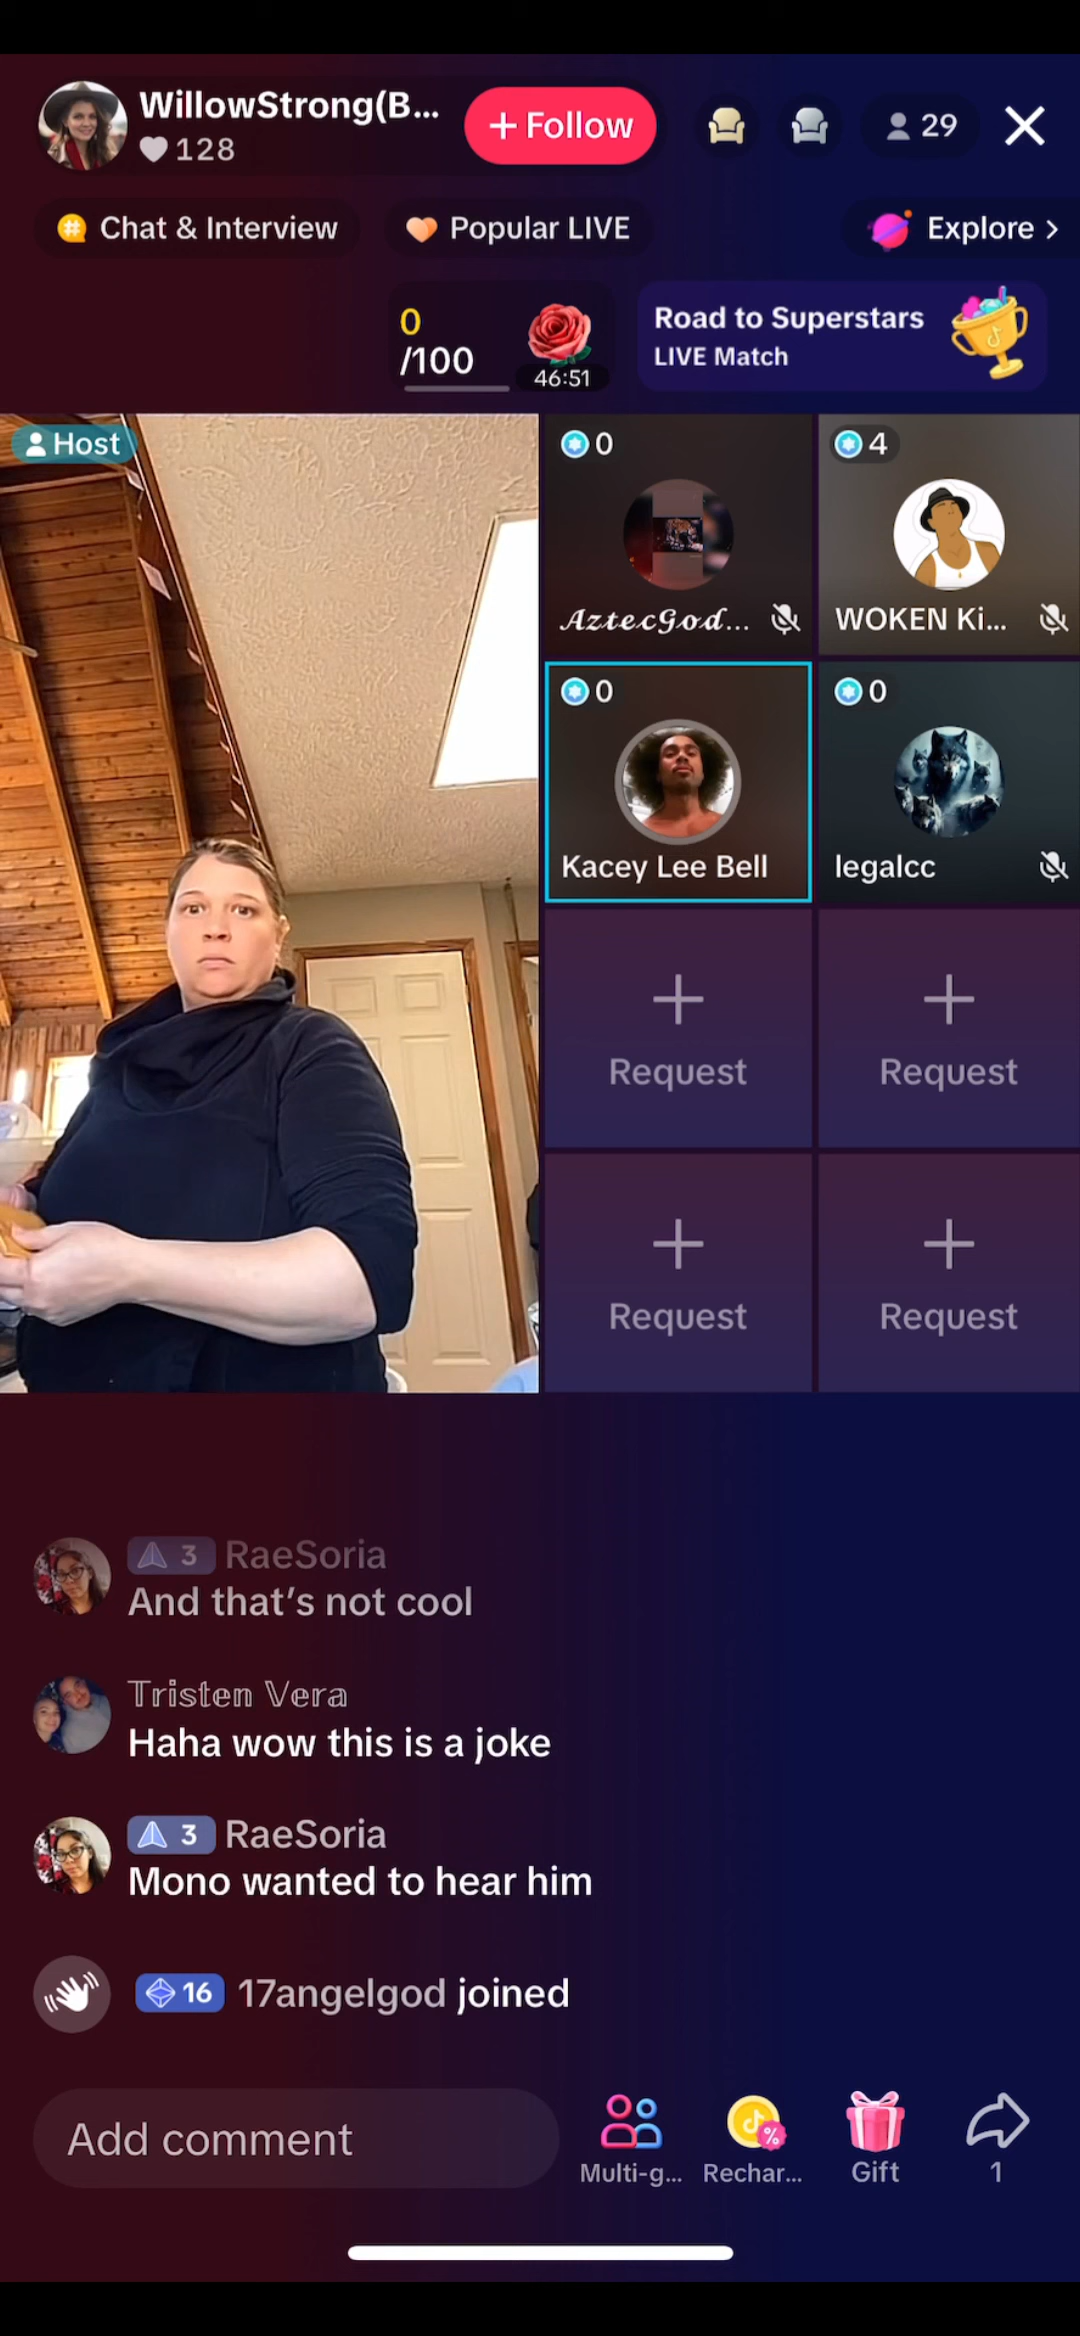 WillowStrong(B...
128
+ Follow
29
Chat & Interview
Popular LIVE
Explore >
0
/100
46:51
Road to Superstars
LIVE Match
Host
0
𝓐𝔃𝓽𝓮𝓬𝓖𝓸𝓭...
4
WOKEN Ki...
0
Kacey Lee Bell
0
legalcc
Request
Request
Request
Request
3 RaeSoria
And that's not cool
𝕋𝕣𝕚𝕤𝕥𝕖𝕟 𝕍𝕖𝕣𝕒
Haha wow this is a joke
3 RaeSoria
Mono wanted to hear him
16 17angelgod joined
Add comment
Multi-g...
Rechar...
Gift
1